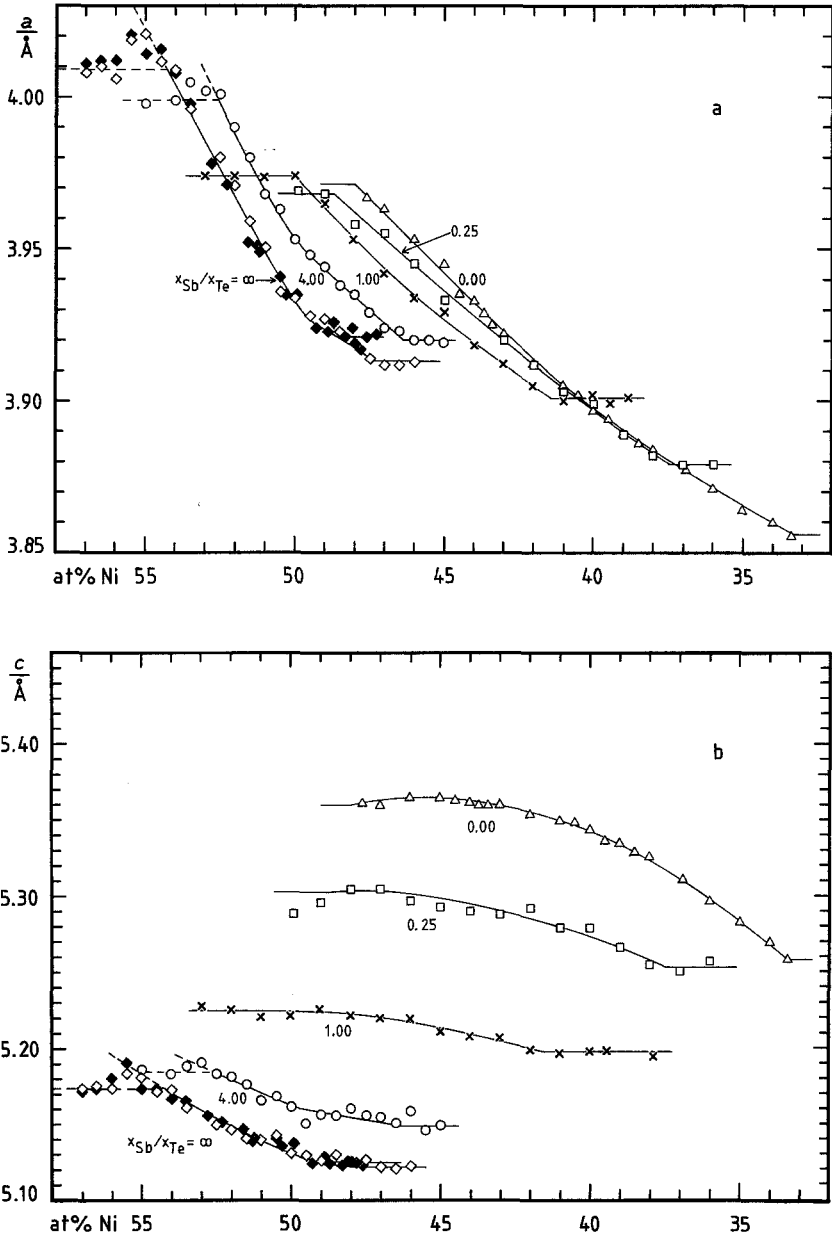 a
Å
a
4.00
3.95
0.25
xSb/xTe = ∞ 4.00 1.00 0.00
3.90
3.85
at% Ni 55 50 45 40 35
c
Å
b
5.40
0.00
5.30
0.25
1.00
5.20
4.00
xSb/xTe = ∞
5.10
at% Ni 55 50 45 40 35